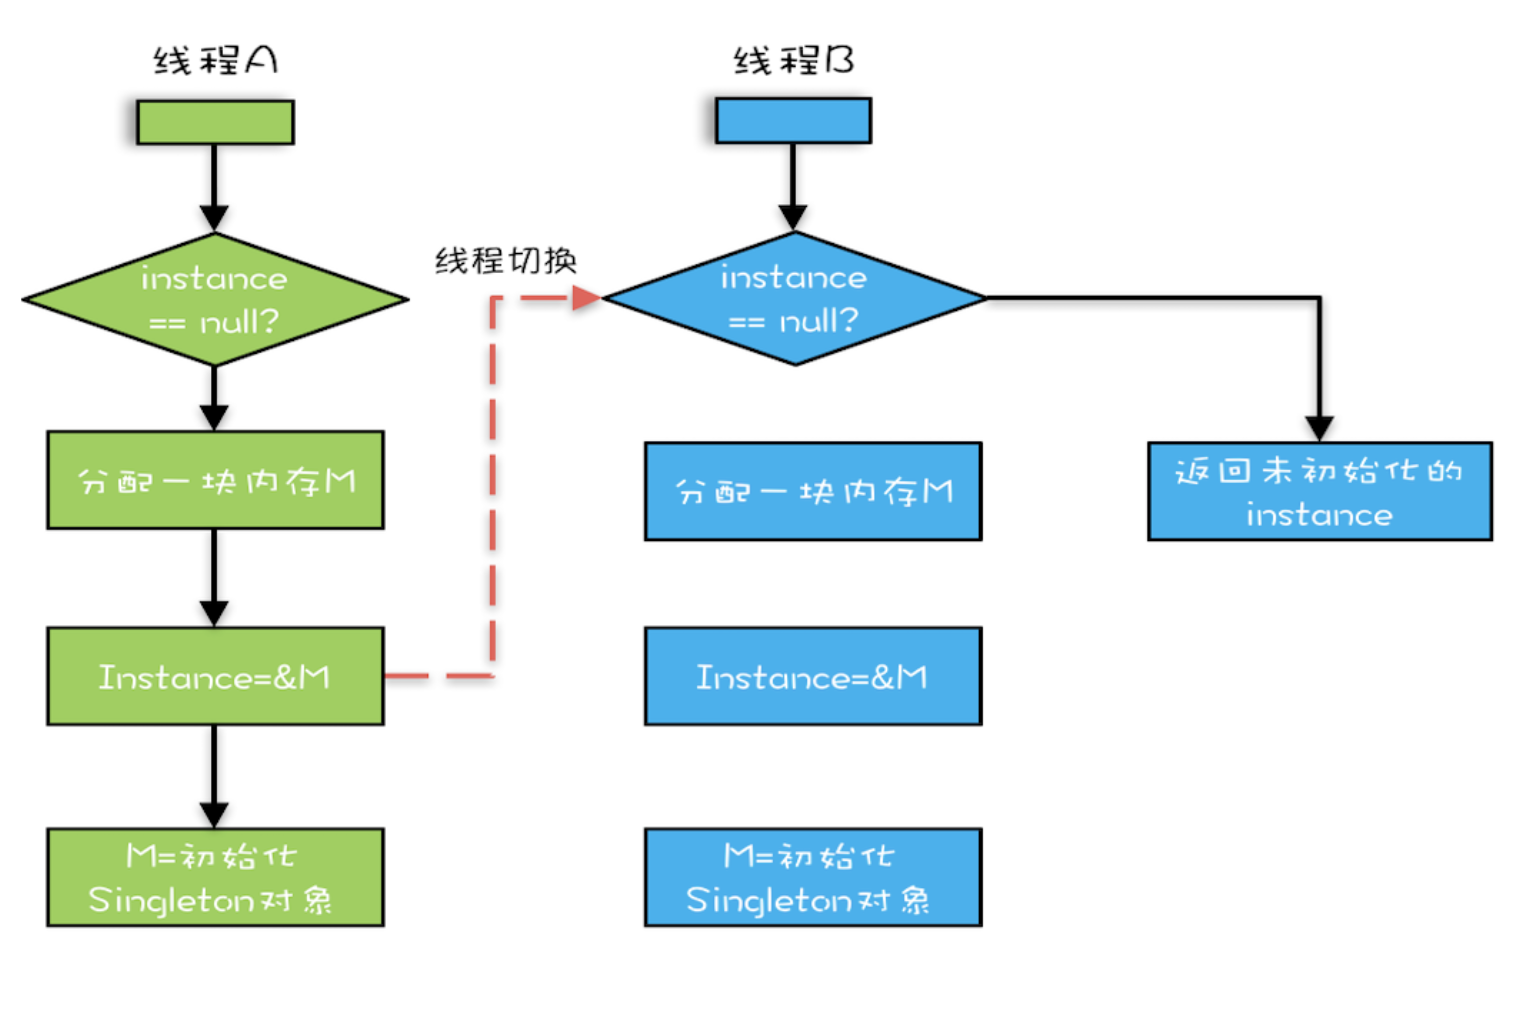 线程A
线程B
instance
== null?
线程切换
instance
== null?
分配一块内存M
分配一块内存M
返回未初始化的
instance
Instance=&M
Instance=&M
M=初始化
Singleton对象
M=初始化
Singleton对象